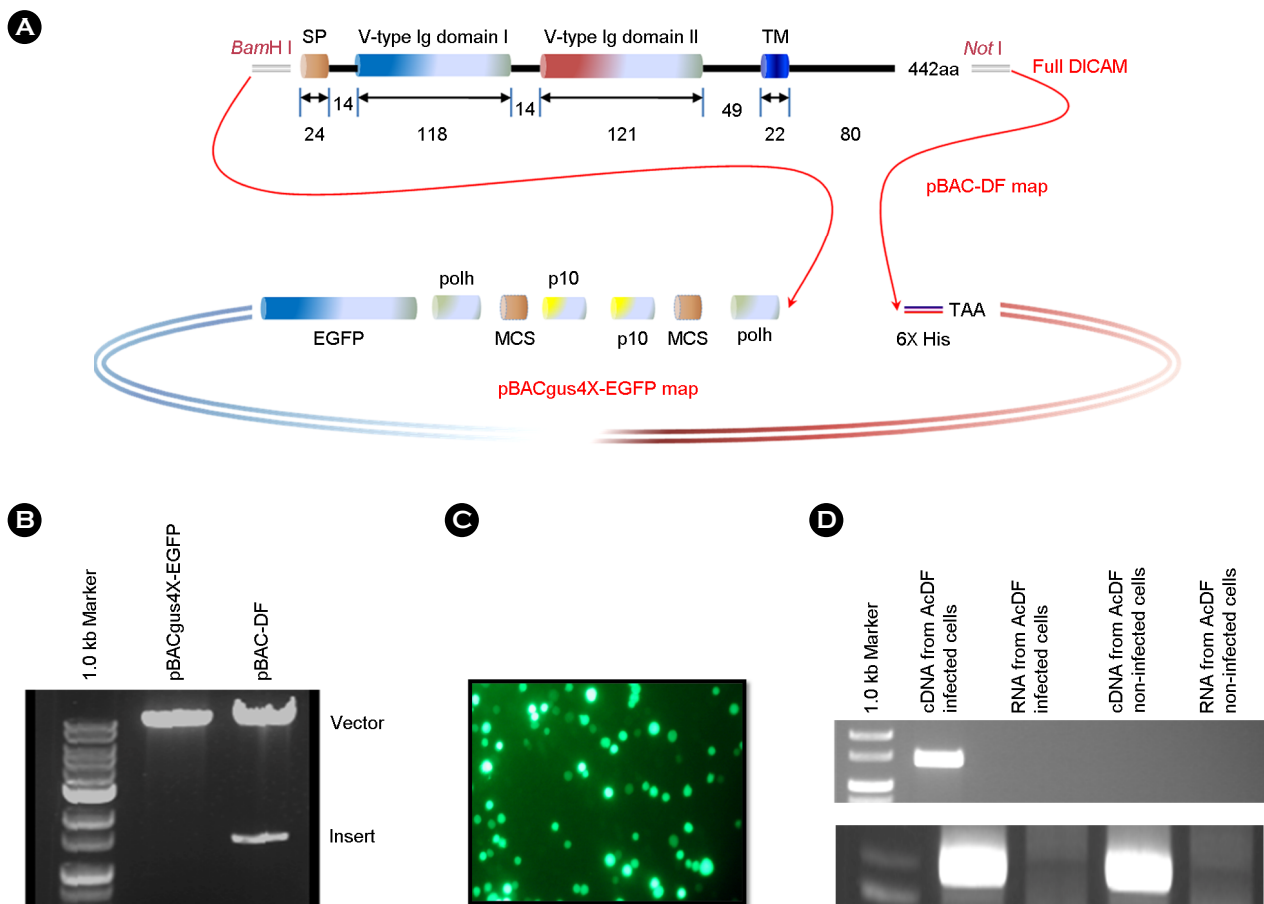 A
SP
V-type Ig domain I
V-type Ig domain II
TM
BamH I
Not I
442aa
Full DICAM
14
14
49
24
118
121
22
80
pBAC-DF map
polh
p10
TAA
EGFP
MCS
p10
MCS
polh
6X His
pBACgus4X-EGFP map
B
1.0 kb Marker
pBACgus4X-EGFP
pBAC-DF
Vector
Insert
C
D
1.0 kb Marker
cDNA from AcDF
infected cells
RNA from AcDF
infected cells
cDNA from AcDF
non-infected cells
RNA from AcDF
non-infected cells